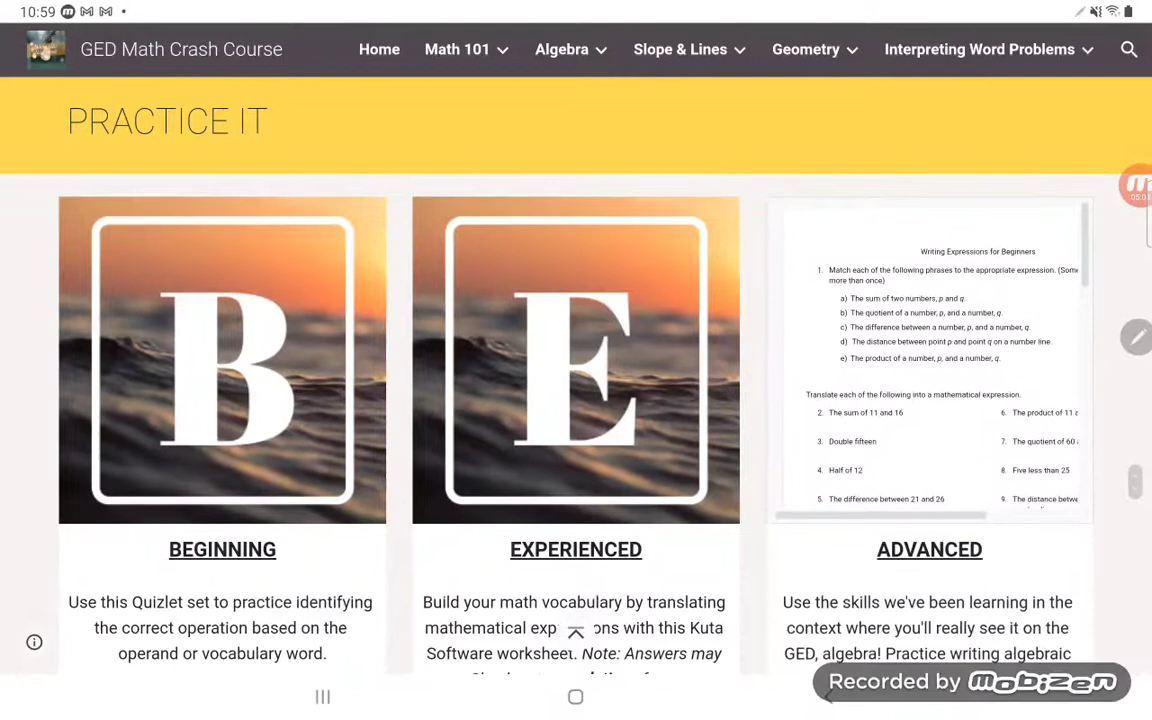 10:59
GED Math Crash Course Home Math 101 Algebra Slope & Lines Geometry Interpreting Word Problems
PRACTICE IT
05:03
B
E
Writing Expressions for Beginners
1. Match each of the following phrases to the appropriate expression. (Some
more than once)
a) The sum of two numbers, p and q.
b) The quotient of a number, p, and a number, q.
c) The difference between a number, p, and a number, q.
d) The distance between point p and point q on a number line.
e) The product of a number, p, and a number, q.
Translate each of the following into a mathematical expression.
2. The sum of 11 and 16
6. The product of 11
3. Double fifteen
7. The quotient of 60
4. Half of 12
8. Five less than 25
5. The difference between 21 and 26
9. The distance
BEGINNING
Use this Quizlet set to practice identifying
the correct operation based on the
operand or vocabulary word.
EXPERIENCED
Build your math vocabulary by translating
mathematical exp ons with this Kuta
Software worksheet. Note: Answers may
ADVANCED
Use the skills we've been learning in the
context where you'll really see it on the
GED, algebra! Practice writing algebraic
Recorded by mobizen